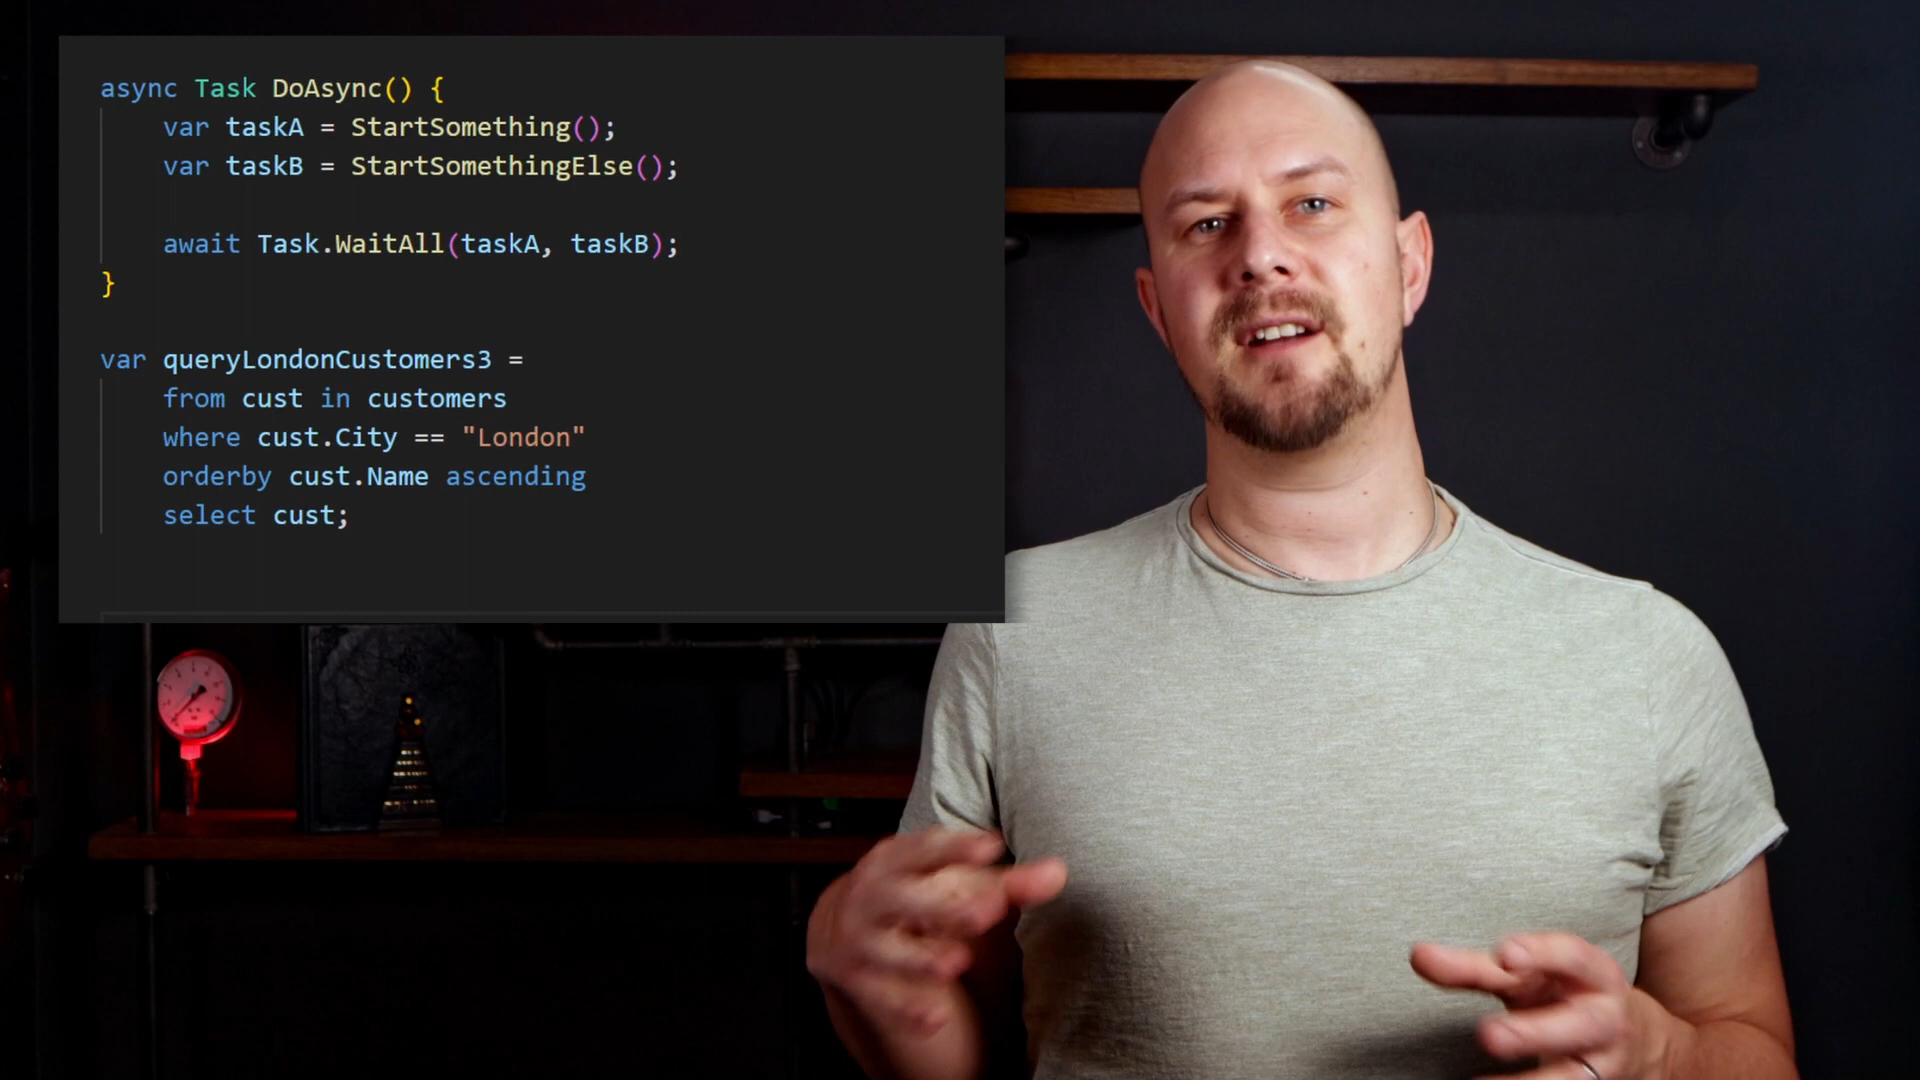 async Task DoAsync() {
var taskA = StartSomething();
var taskB = StartSomethingElse();
await Task.WaitAll(taskA, taskB);
}
var queryLondonCustomers3 =
from cust in customers
where cust.City == "London"
orderby cust.Name ascending
select cust;